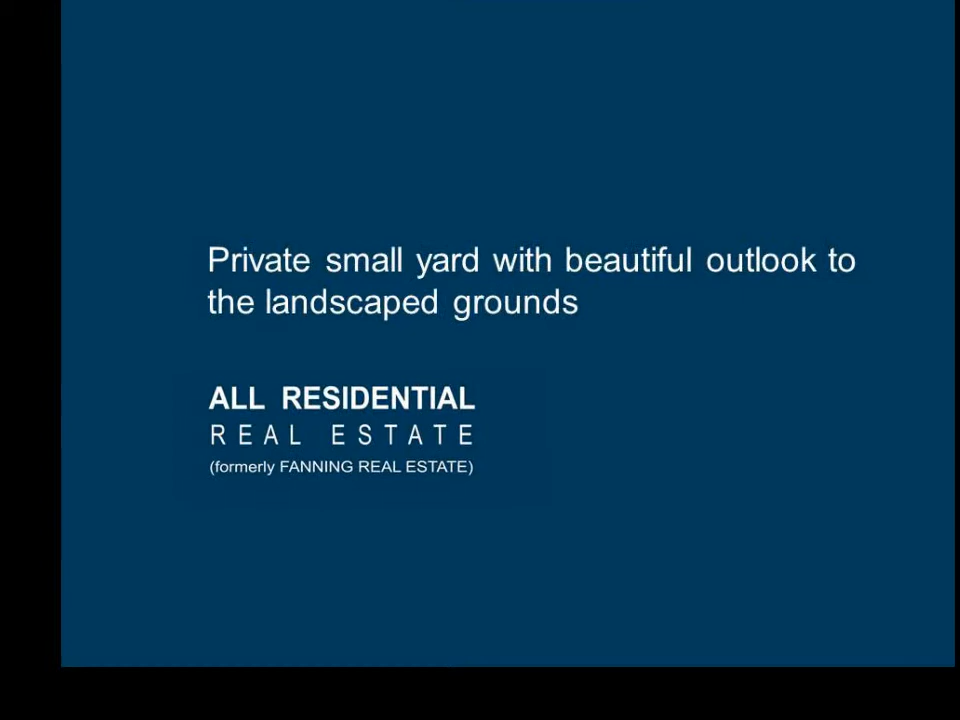 Private small yard with beautiful outlook to
the landscaped grounds
ALL RESIDENTIAL
REAL ESTATE
(formerly FANNING REAL ESTATE)